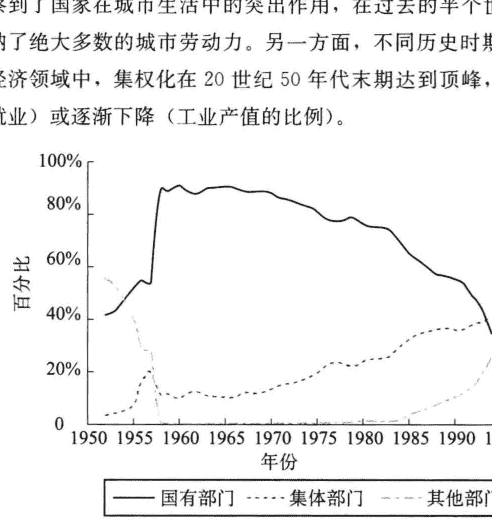 察到了国家在城市生活中的突出作用，在过去的半个世
纳了绝大多数的城市劳动力。另一方面，不同历史时期
经济领域中，集权化在 20 世纪 50 年代末期达到顶峰，
就业）或逐渐下降（工业产值的比例）。
100%
80%
60%
40%
20%
0
百分比
1950 1955 1960 1965 1970 1975 1980 1985 1990
年份
国有部门 集体部门 其他部门